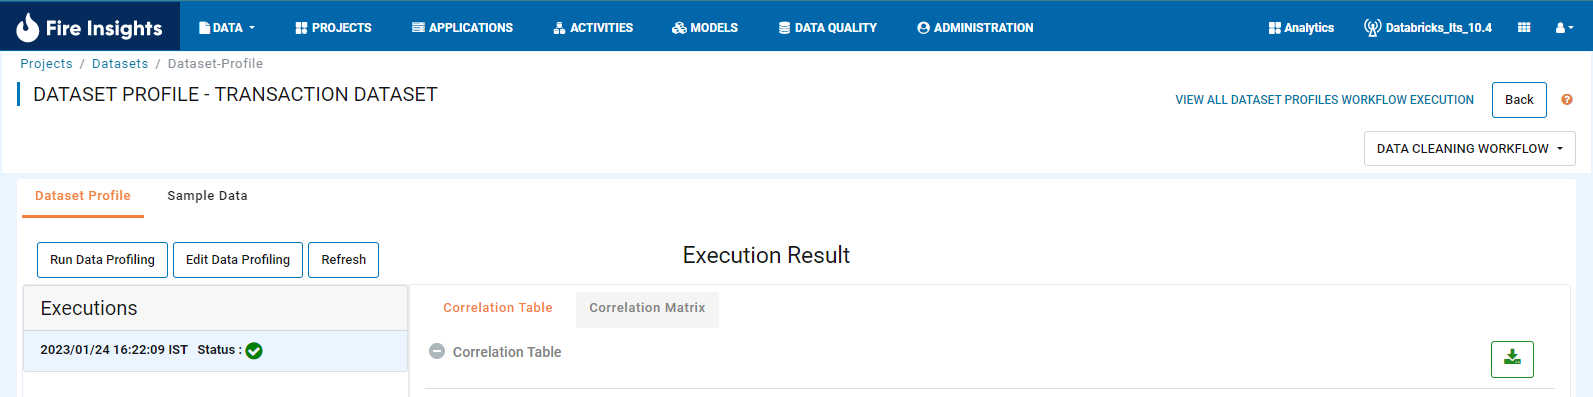 Fire Insights DATA PROJECTS APPLICATIONS ACTIVITIES MODELS DATA QUALITY ADMINISTRATION Analytics Databricks_lts_10.4
Projects / Datasets / Dataset-Profile
DATASET PROFILE - TRANSACTION DATASET
VIEW ALL DATASET PROFILES WORKFLOW EXECUTION Back ?
DATA CLEANING WORKFLOW
Dataset Profile Sample Data
Run Data Profiling Edit Data Profiling Refresh
Execution Result
Executions
2023/01/24 16:22:09 IST Status :
Correlation Table Correlation Matrix
Correlation Table